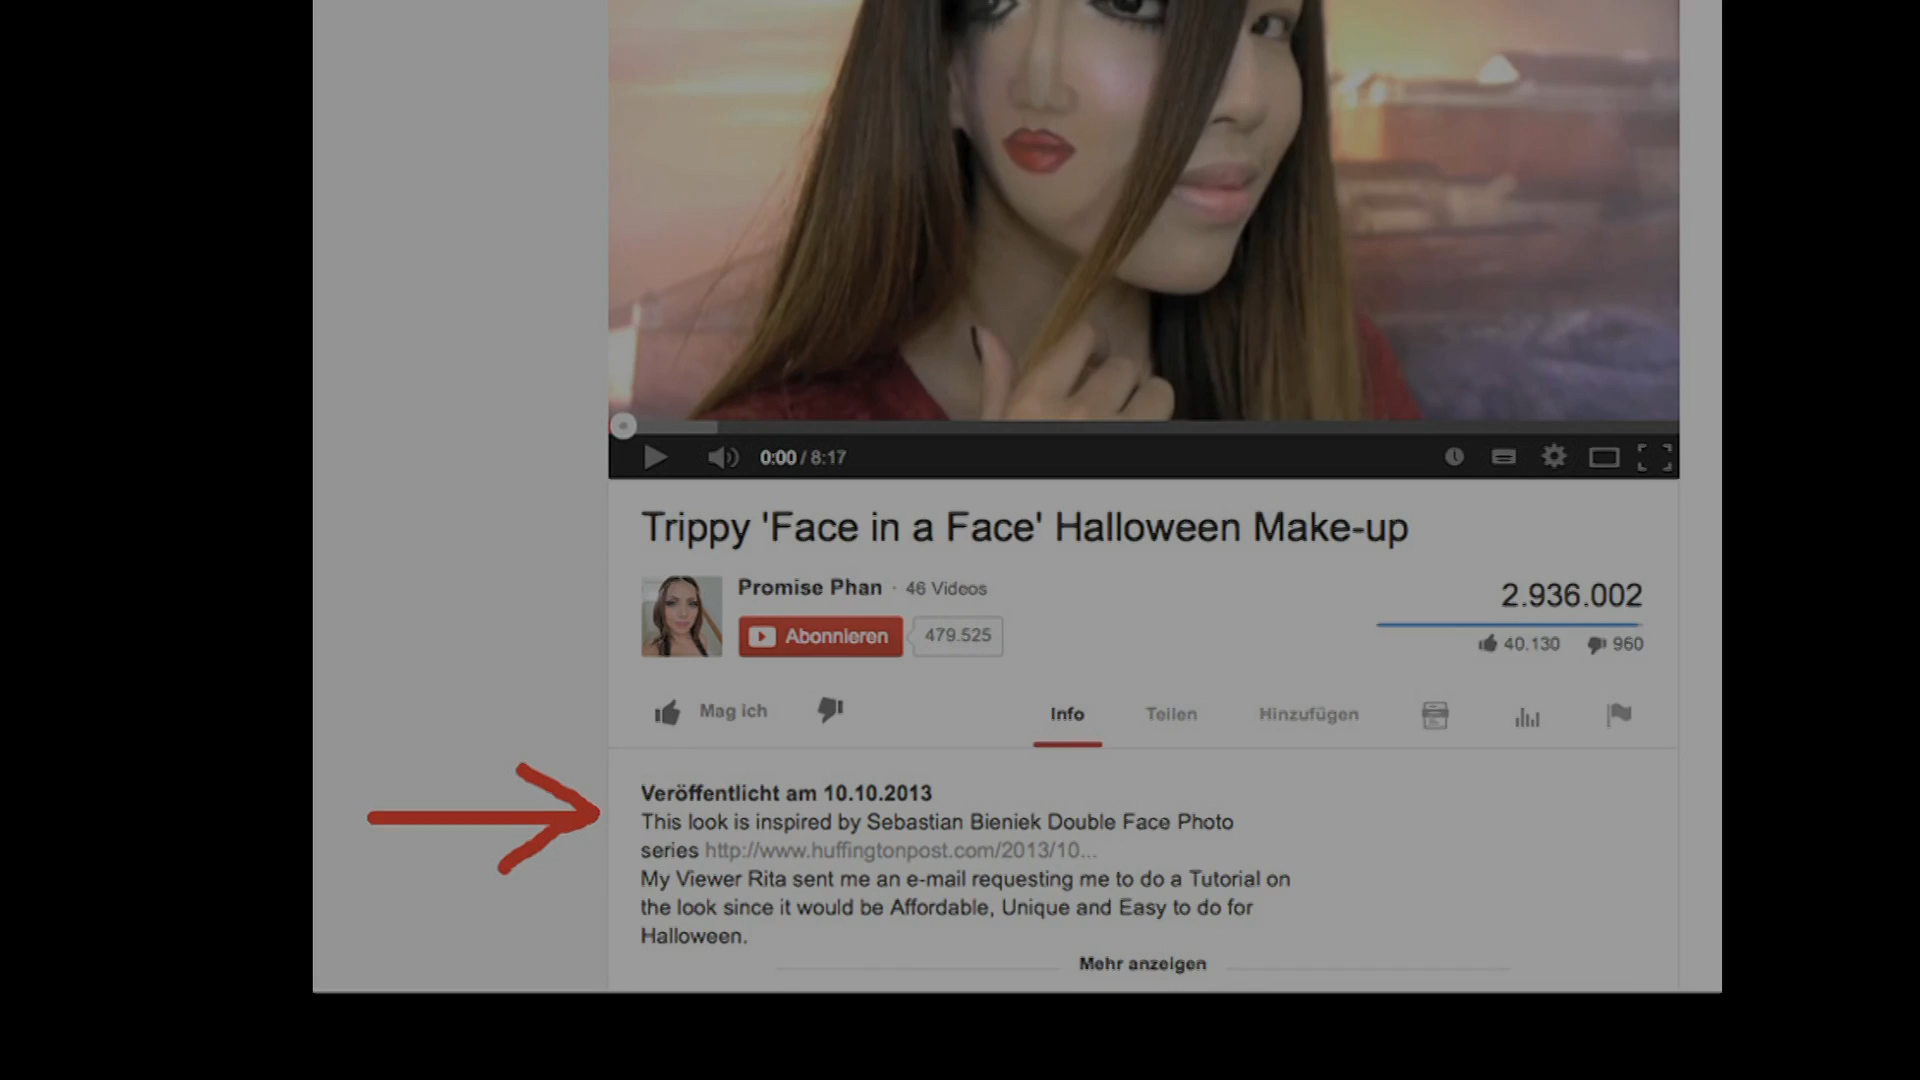 0:00 / 8:17
Trippy 'Face in a Face' Halloween Make-up
Promise Phan · 46 Videos
2.936.002
Abonnieren 479.525
40.130 960
Mag ich
Info Teilen Hinzufügen
Veröffentlicht am 10.10.2013
This look is inspired by Sebastian Bieniek Double Face Photo
series http://www.huffingtonpost.com/2013/10...
My Viewer Rita sent me an e-mail requesting me to do a Tutorial on
the look since it would be Affordable, Unique and Easy to do for
Halloween.
Mehr anzeigen